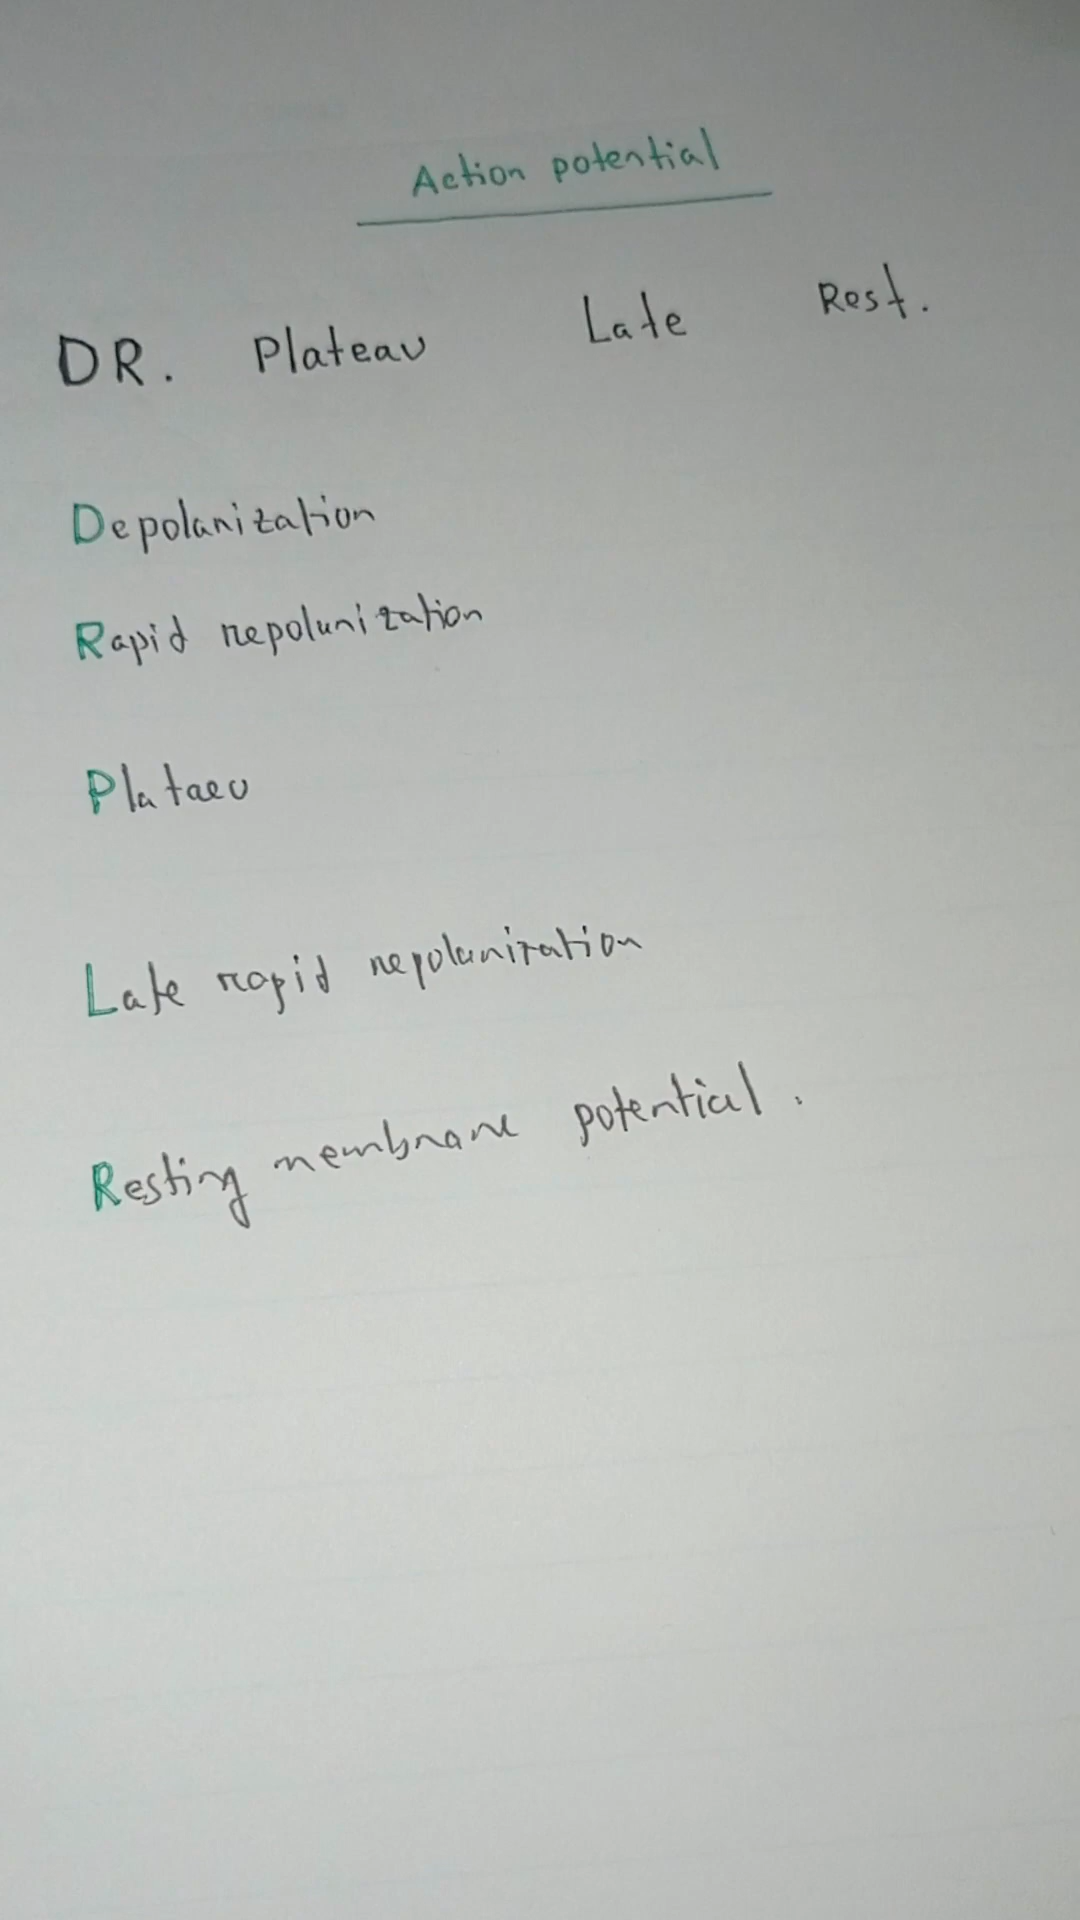 Action potential
DR. Plateau Late Rest.
Depolarization
Rapid repolarization
Plataeu
Late rapid repolarization
Resting membrane potential.